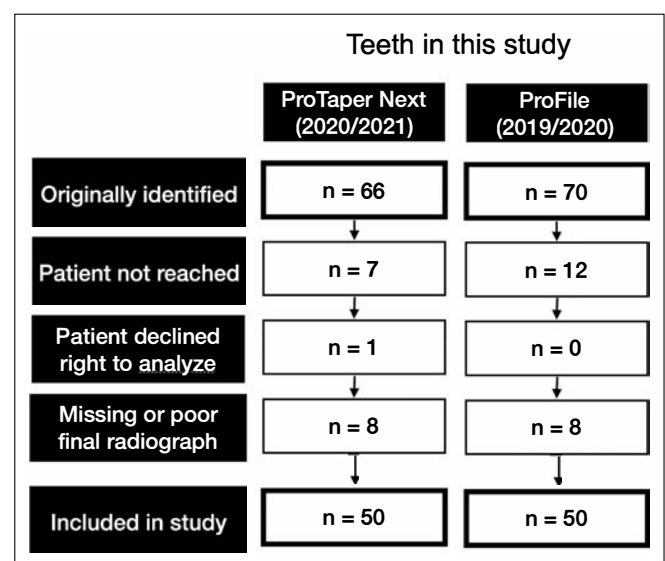 Teeth in this study
ProTaper Next
(2020/2021)
ProFile
(2019/2020)
Originally identified
n = 66
n = 70
Patient not reached
n = 7
n = 12
Patient declined
right to analyze
n = 1
n = 0
Missing or poor
final radiograph
n = 8
n = 8
Included in study
n = 50
n = 50